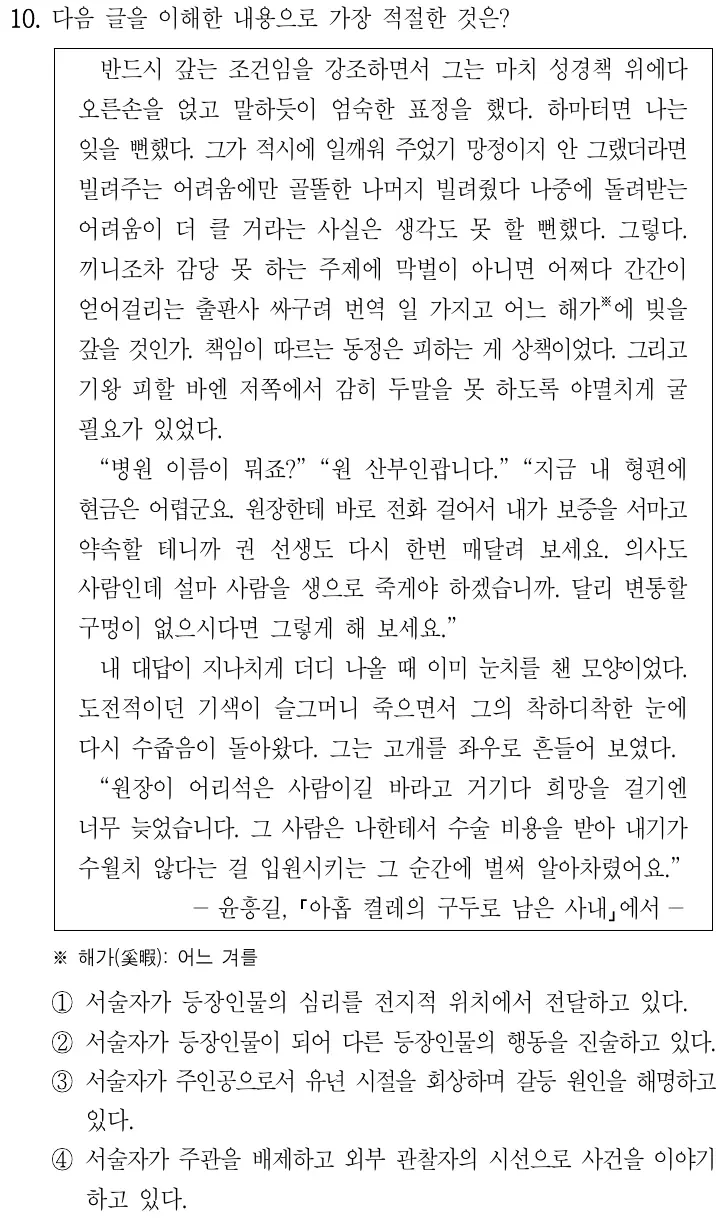 10. 다음 글을 이해한 내용으로 가장 적절한 것은?
반드시 갚는 조건임을 강조하면서 그는 마치 성경책 위에다
오른손을 얹고 말하듯이 엄숙한 표정을 했다. 하마터면 나는
잊을 뻔했다. 그가 적시에 일깨워 주었기 망정이지 안 그랬더라면
빌려주는 어려움에만 골똘한 나머지 빌려줬다 나중에 돌려받는
어려움이 더 클 거라는 사실은 생각도 못 할 뻔했다. 그렇다.
끼니조차 감당 못 하는 주제에 막벌이 아니면 어쩌다 간간이
얻어걸리는 출판사 싸구려 번역 일 가지고 어느 해가※에 빚을
갚을 것인가. 책임이 따르는 동정은 피하는 게 상책이었다. 그리고
기왕 피할 바엔 저쪽에서 감히 두말을 못 하도록 야멸치게 굴
필요가 있었다.
“병원 이름이 뭐죠?” “원 산부인괍니다.” “지금 내 형편에
현금은 어렵군요. 원장한테 바로 전화 걸어서 내가 보증을 서마고
약속할 테니까 권 선생도 다시 한번 매달려 보세요. 의사도
사람인데 설마 사람을 생으로 죽게야 하겠습니까. 달리 변통할
구멍이 없으시다면 그렇게 해 보세요.”
내 대답이 지나치게 더디 나올 때 이미 눈치를 챈 모양이었다.
도전적이던 기색이 슬그머니 죽으면서 그의 착하디착한 눈에
다시 수줍음이 돌아왔다. 그는 고개를 좌우로 흔들어 보였다.
“원장이 어리석은 사람이길 바라고 거기다 희망을 걸기엔
너무 늦었습니다. 그 사람은 나한테서 수술 비용을 받아 내기가
수월치 않다는 걸 입원시키는 그 순간에 벌써 알아차렸어요.”
- 윤흥길, 「아홉 켤레의 구두로 남은 사내」에서 -
※ 해가(奚暇): 어느 겨를
① 서술자가 등장인물의 심리를 전지적 위치에서 전달하고 있다.
② 서술자가 등장인물이 되어 다른 등장인물의 행동을 진술하고 있다.
③ 서술자가 주인공으로서 유년 시절을 회상하며 갈등 원인을 해명하고
있다.
④ 서술자가 주관을 배제하고 외부 관찰자의 시선으로 사건을 이야기
하고 있다.